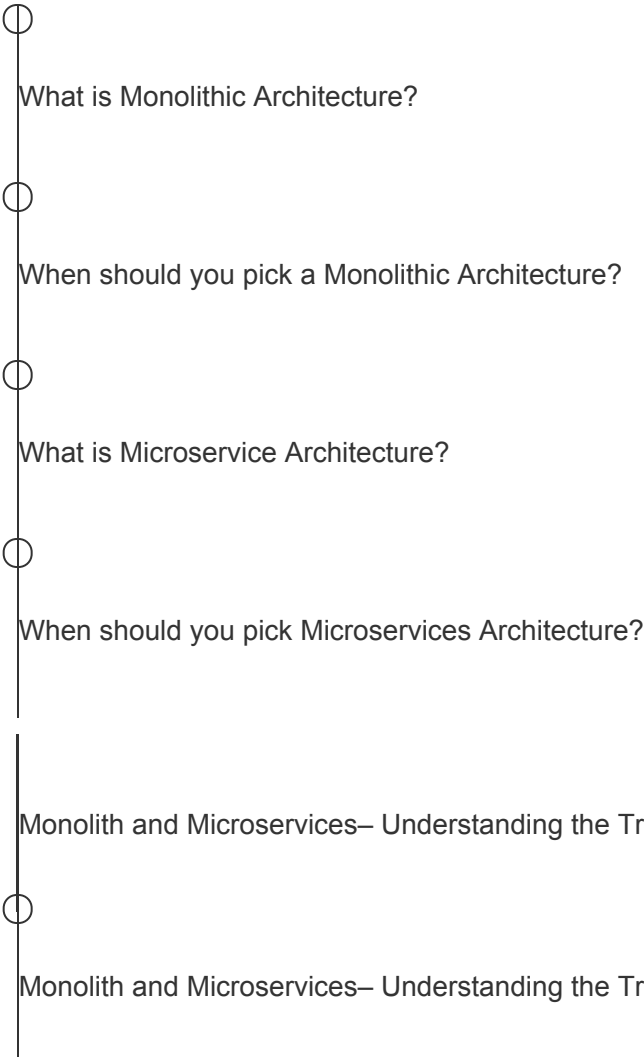 What is Monolithic Architecture?
When should you pick a Monolithic Architecture?
What is Microservice Architecture?
When should you pick Microservices Architecture?
Monolith and Microservices– Understanding the Tr
Monolith and Microservices– Understanding the Tr